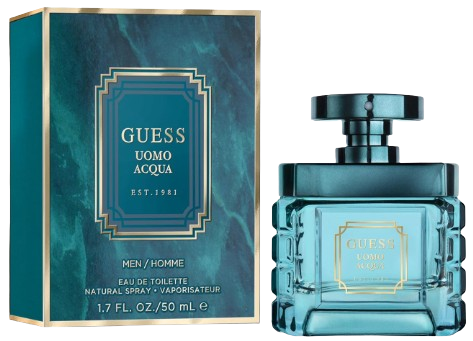 GUESS
UOMO
ACQUA
EST.1981
MEN / HOMME
EAU DE TOILETTE
NATURAL SPRAY • VAPORISATEUR
1.7 FL. OZ./50 ML ℮
GUESS
UOMO
ACQUA